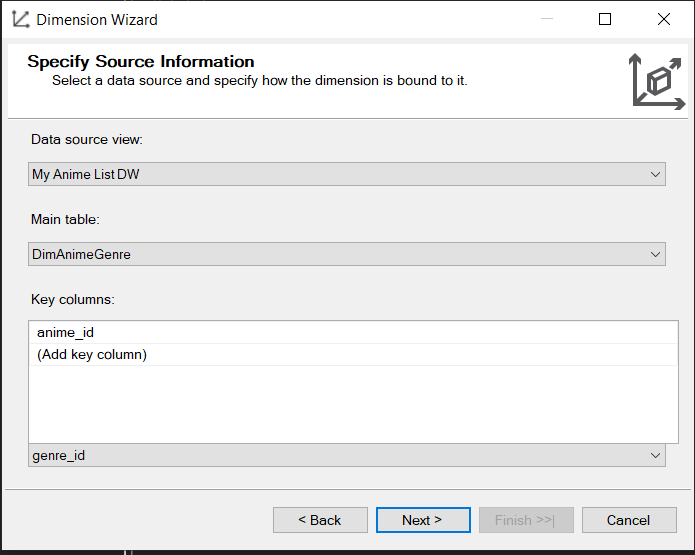 Dimension Wizard
Specify Source Information
Select a data source and specify how the dimension is bound to it.
Data source view:
My Anime List DW
Main table:
DimAnimeGenre
Key columns:
anime_id
(Add key column)
genre_id
< Back
Next >
Finish >>|
Cancel